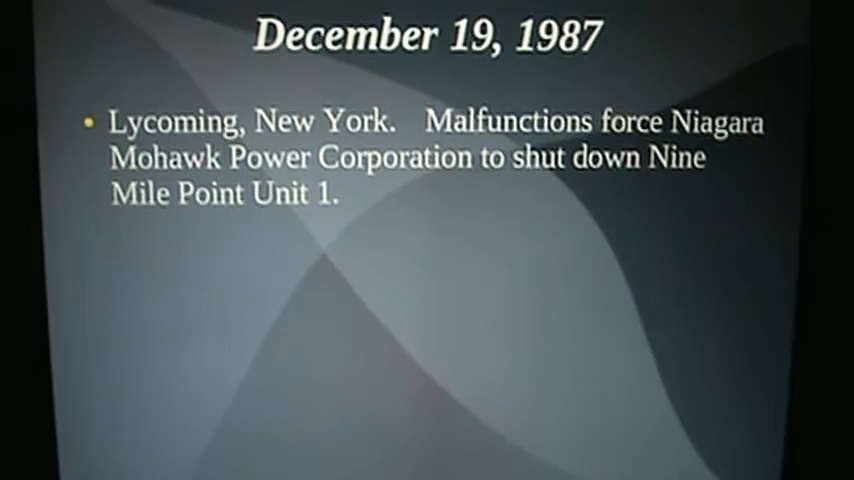 December 19, 1987
• Lycoming, New York. Malfunctions force Niagara
Mohawk Power Corporation to shut down Nine
Mile Point Unit 1.